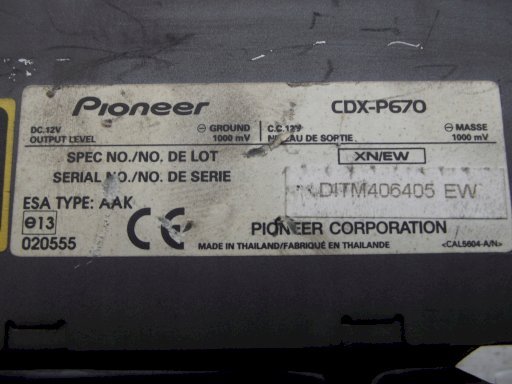 Pioneer CDX-P670
DC.12V ⊖ GROUND C.C.12V ⊖ MASSE
OUTPUT LEVEL 1000 mV NIVEAU DE SORTIE 1000 mV
SPEC NO./NO. DE LOT XN/EW
SERIAL NO./NO. DE SERIE DITM406405 EW
ESA TYPE: AAK
e13
020555
CE
PIONEER CORPORATION
MADE IN THAILAND/FABRIQUÉ EN THAILANDE <CAL5604-A/N>